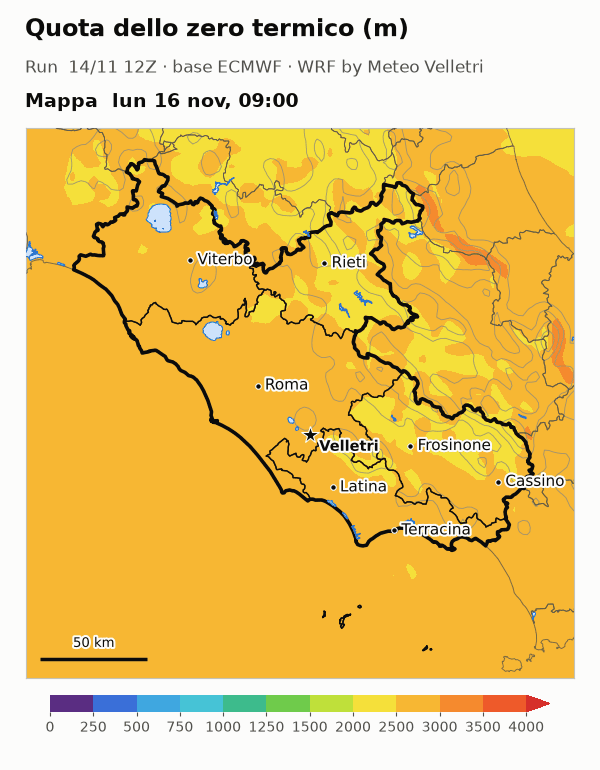 Quota dello zero termico (m)
Run  14/11 12Z · base ECMWF · WRF by Meteo Velletri
Mappa  lun 16 nov, 09:00
Viterbo
Rieti
Roma
Velletri
Frosinone
Latina
Cassino
Terracina
50 km
0 250 500 750 1000 1250 1500 2000 2500 3000 3500 4000